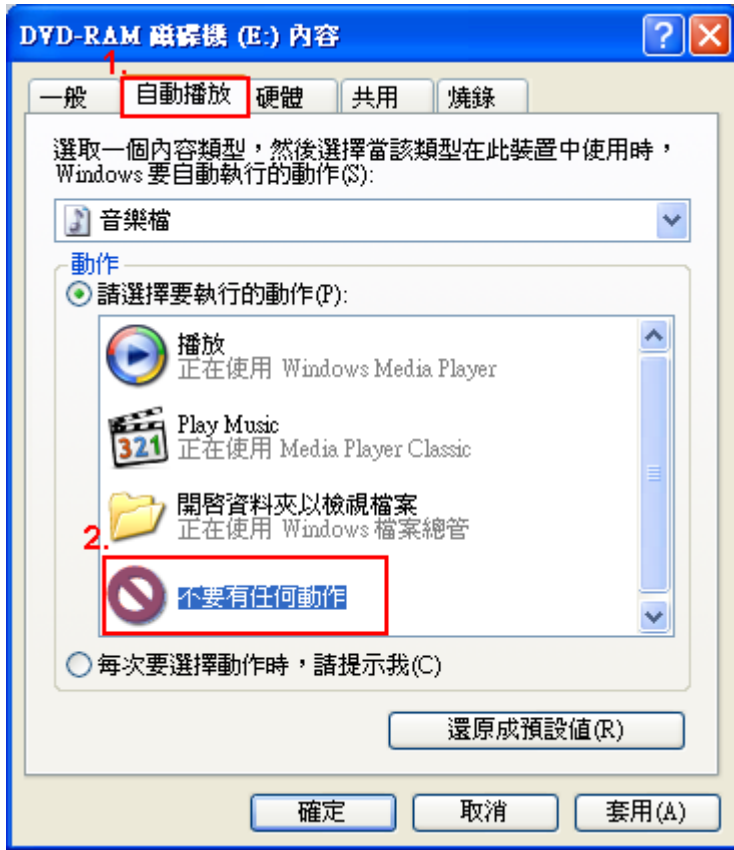 DVD-RAM 磁碟機 (E:) 內容
1.
一般 自動播放 硬體 共用 燒錄
選取一個內容類型，然後選擇當該類型在此裝置中使用時，
Windows 要自動執行的動作(S):
音樂檔
動作
請選擇要執行的動作(P):
播放
正在使用 Windows Media Player
321
Play Music
正在使用 Media Player Classic
開啓資料夾以檢視檔案
正在使用 Windows 檔案總管
2.
不要有任何動作
每次要選擇動作時，請提示我(C)
還原成預設值(R)
確定 取消 套用(A)